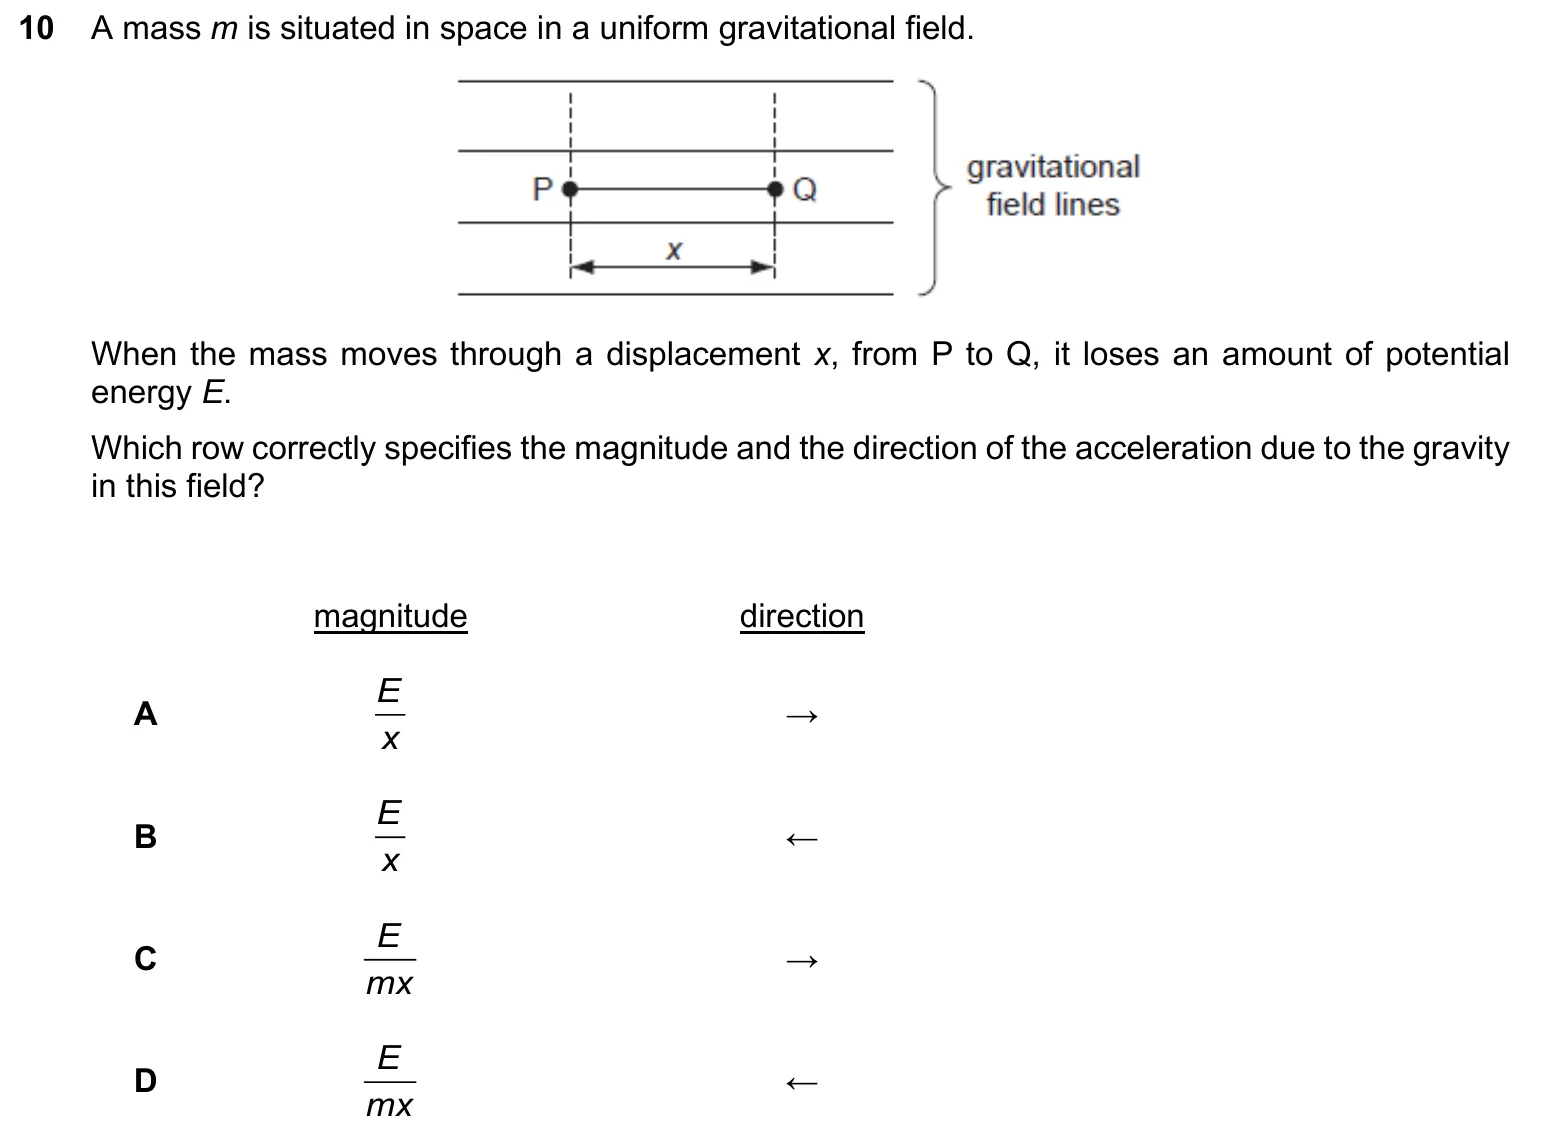 10 A mass m is situated in space in a uniform gravitational field.
P
Q
x
gravitational
field lines
When the mass moves through a displacement x, from P to Q, it loses an amount of potential
energy E.
Which row correctly specifies the magnitude and the direction of the acceleration due to the gravity
in this field?
magnitude direction
A E/x →
B E/x ←
C E/mx →
D E/mx ←